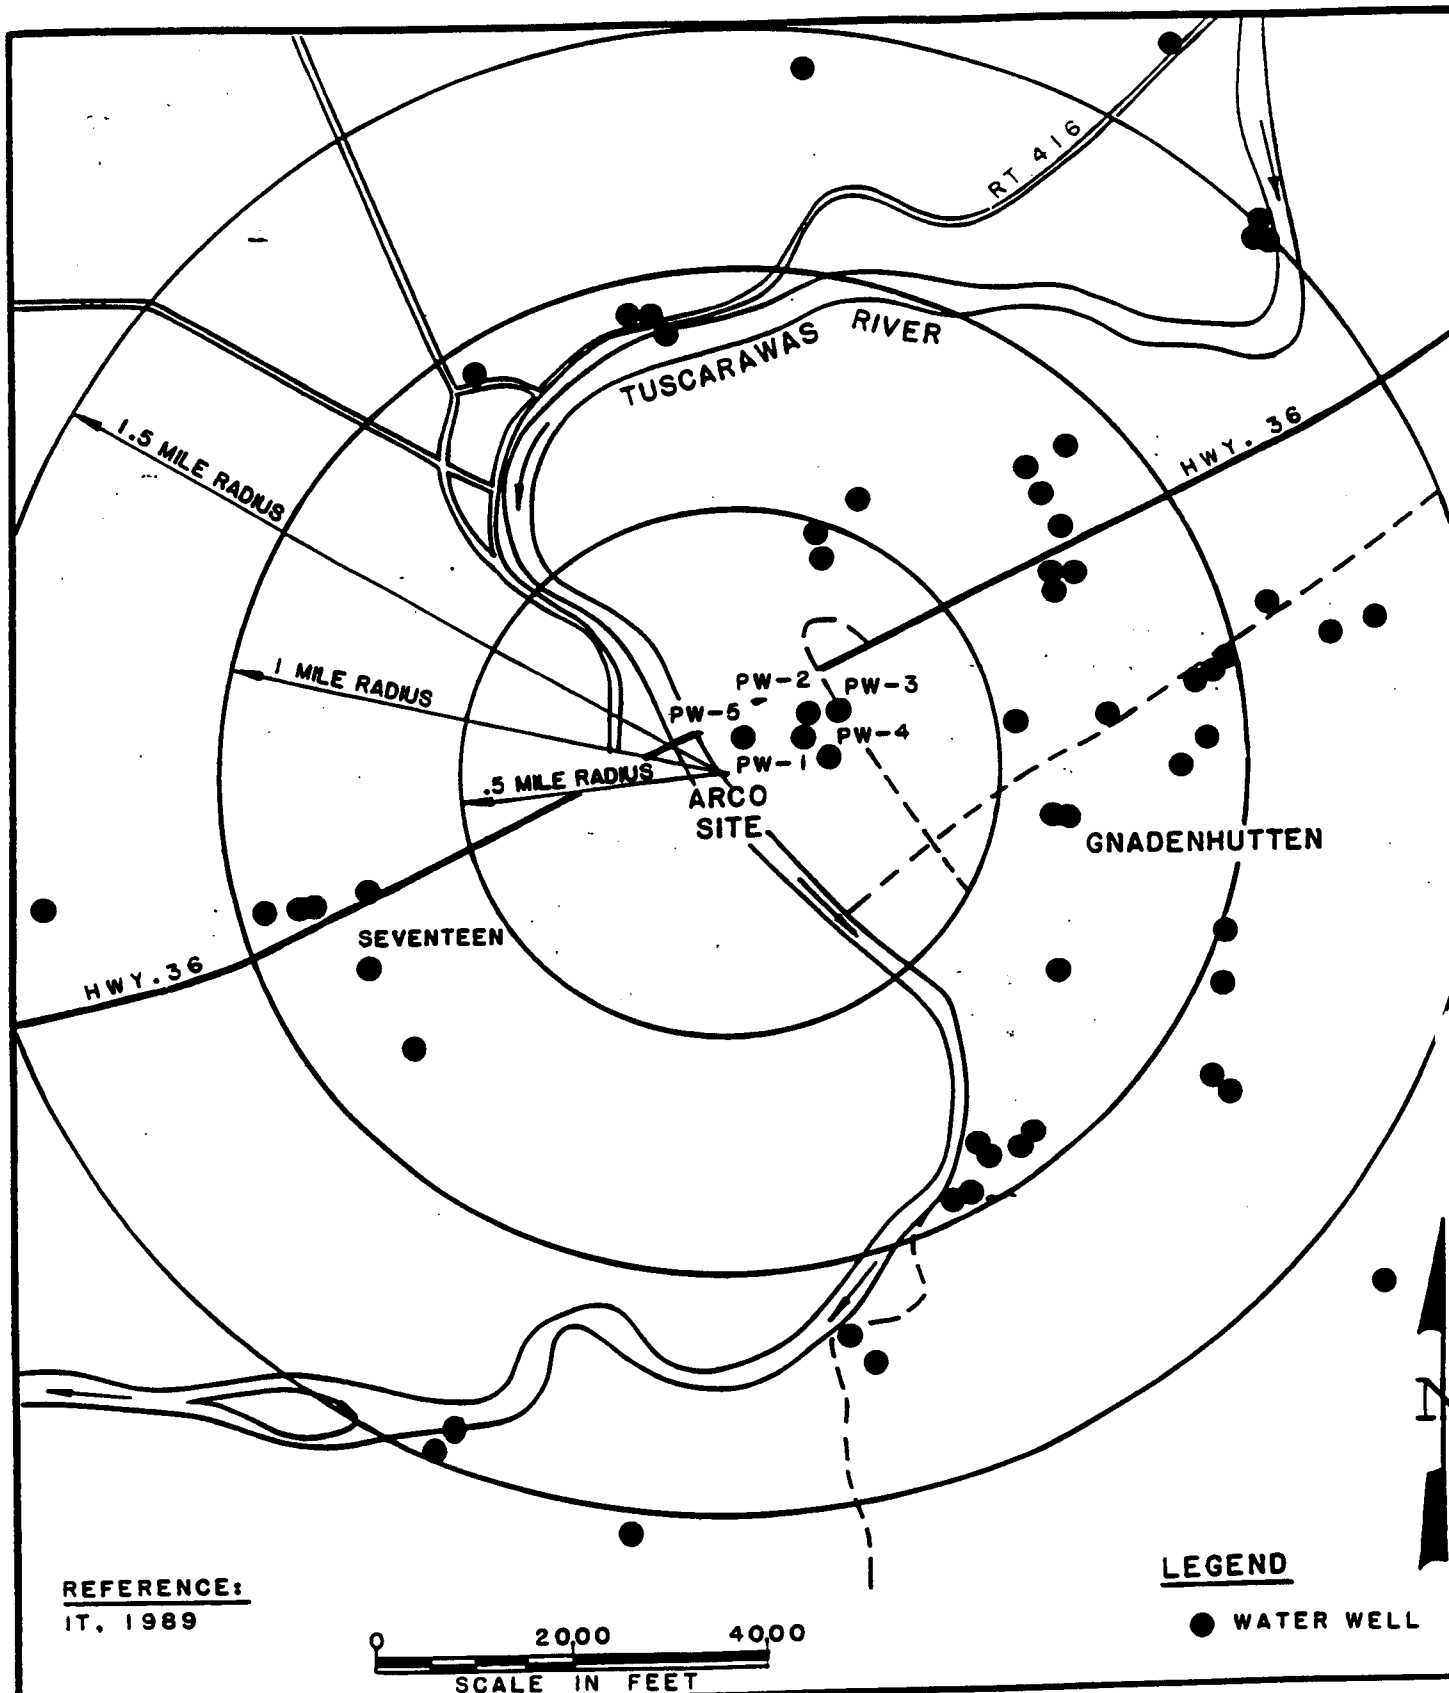 RT 416
TUSCARAWAS RIVER
1.5 MILE RADIUS
HWY. 36
1 MILE RADIUS
PW-2
PW-3
PW-5
PW-4
PW-1
.5 MILE RADIUS
ARCO
SITE
GNADENHUTTEN
SEVENTEEN
HWY. 36
N
LEGEND
WATER WELL
REFERENCE:
IT, 1989
0 2000 4000
SCALE IN FEET